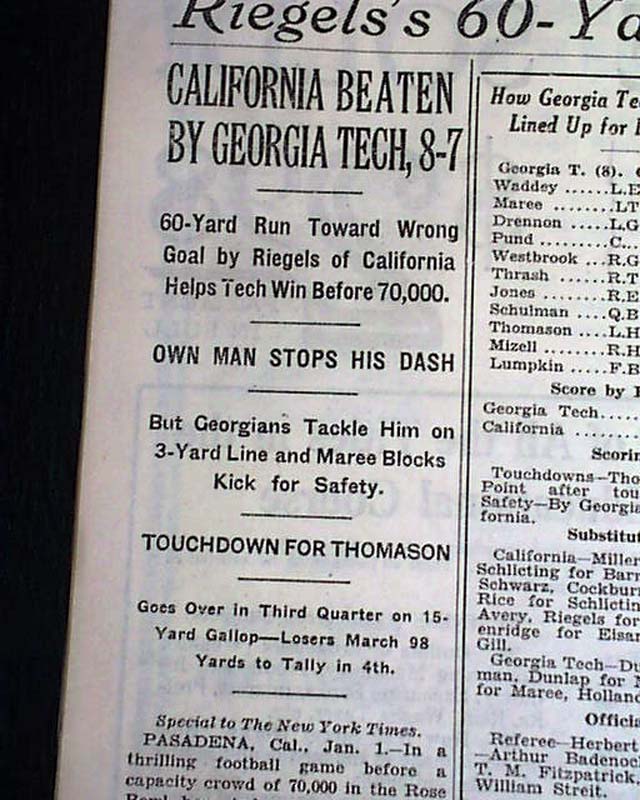 Riegels's 60-Ya
CALIFORNIA BEATEN
BY GEORGIA TECH, 8-7
60-Yard Run Toward Wrong
Goal by Riegels of California
Helps Tech Win Before 70,000.
OWN MAN STOPS HIS DASH
But Georgians Tackle Him on
3-Yard Line and Maree Blocks
Kick for Safety.
TOUCHDOWN FOR THOMASON
Goes Over in Third Quarter on 15-
Yard Gallop—Losers March 98
Yards to Tally in 4th.
Special to The New York Times.
PASADENA, Cal., Jan. 1.—In a
thrilling football game before a
capacity crowd of 70,000 in the Rose
How Georgia Te
Lined Up for
Georgia T. (8).
Waddey ......L.E
Maree ........LT
Drennon .....L.G
Pund .........C...
Westbrook ...R.G
Thrash .......R.T
Jones ........R.E
Schulman ....Q.B
Thomason ....L.H
Mizell ........R.H
Lumpkin .....F.B
Score by
Georgia Tech....
California ........
Scorin
Touchdowns—Tho
Point after tou
Safety—By Georgia
fornia.
Substitut
California—Miller
Schlicting for Barr
Schwarz, Cockbur
Rice for Schlictin
Avery, Riegels for
enridge for Eisa
Gill.
Georgia Tech—Du
man, Dunlap for
for Maree, Holland
Officia
Referee—Herbert
—Arthur Badenoc
T. M. Fitzpatrick.
William Streit.